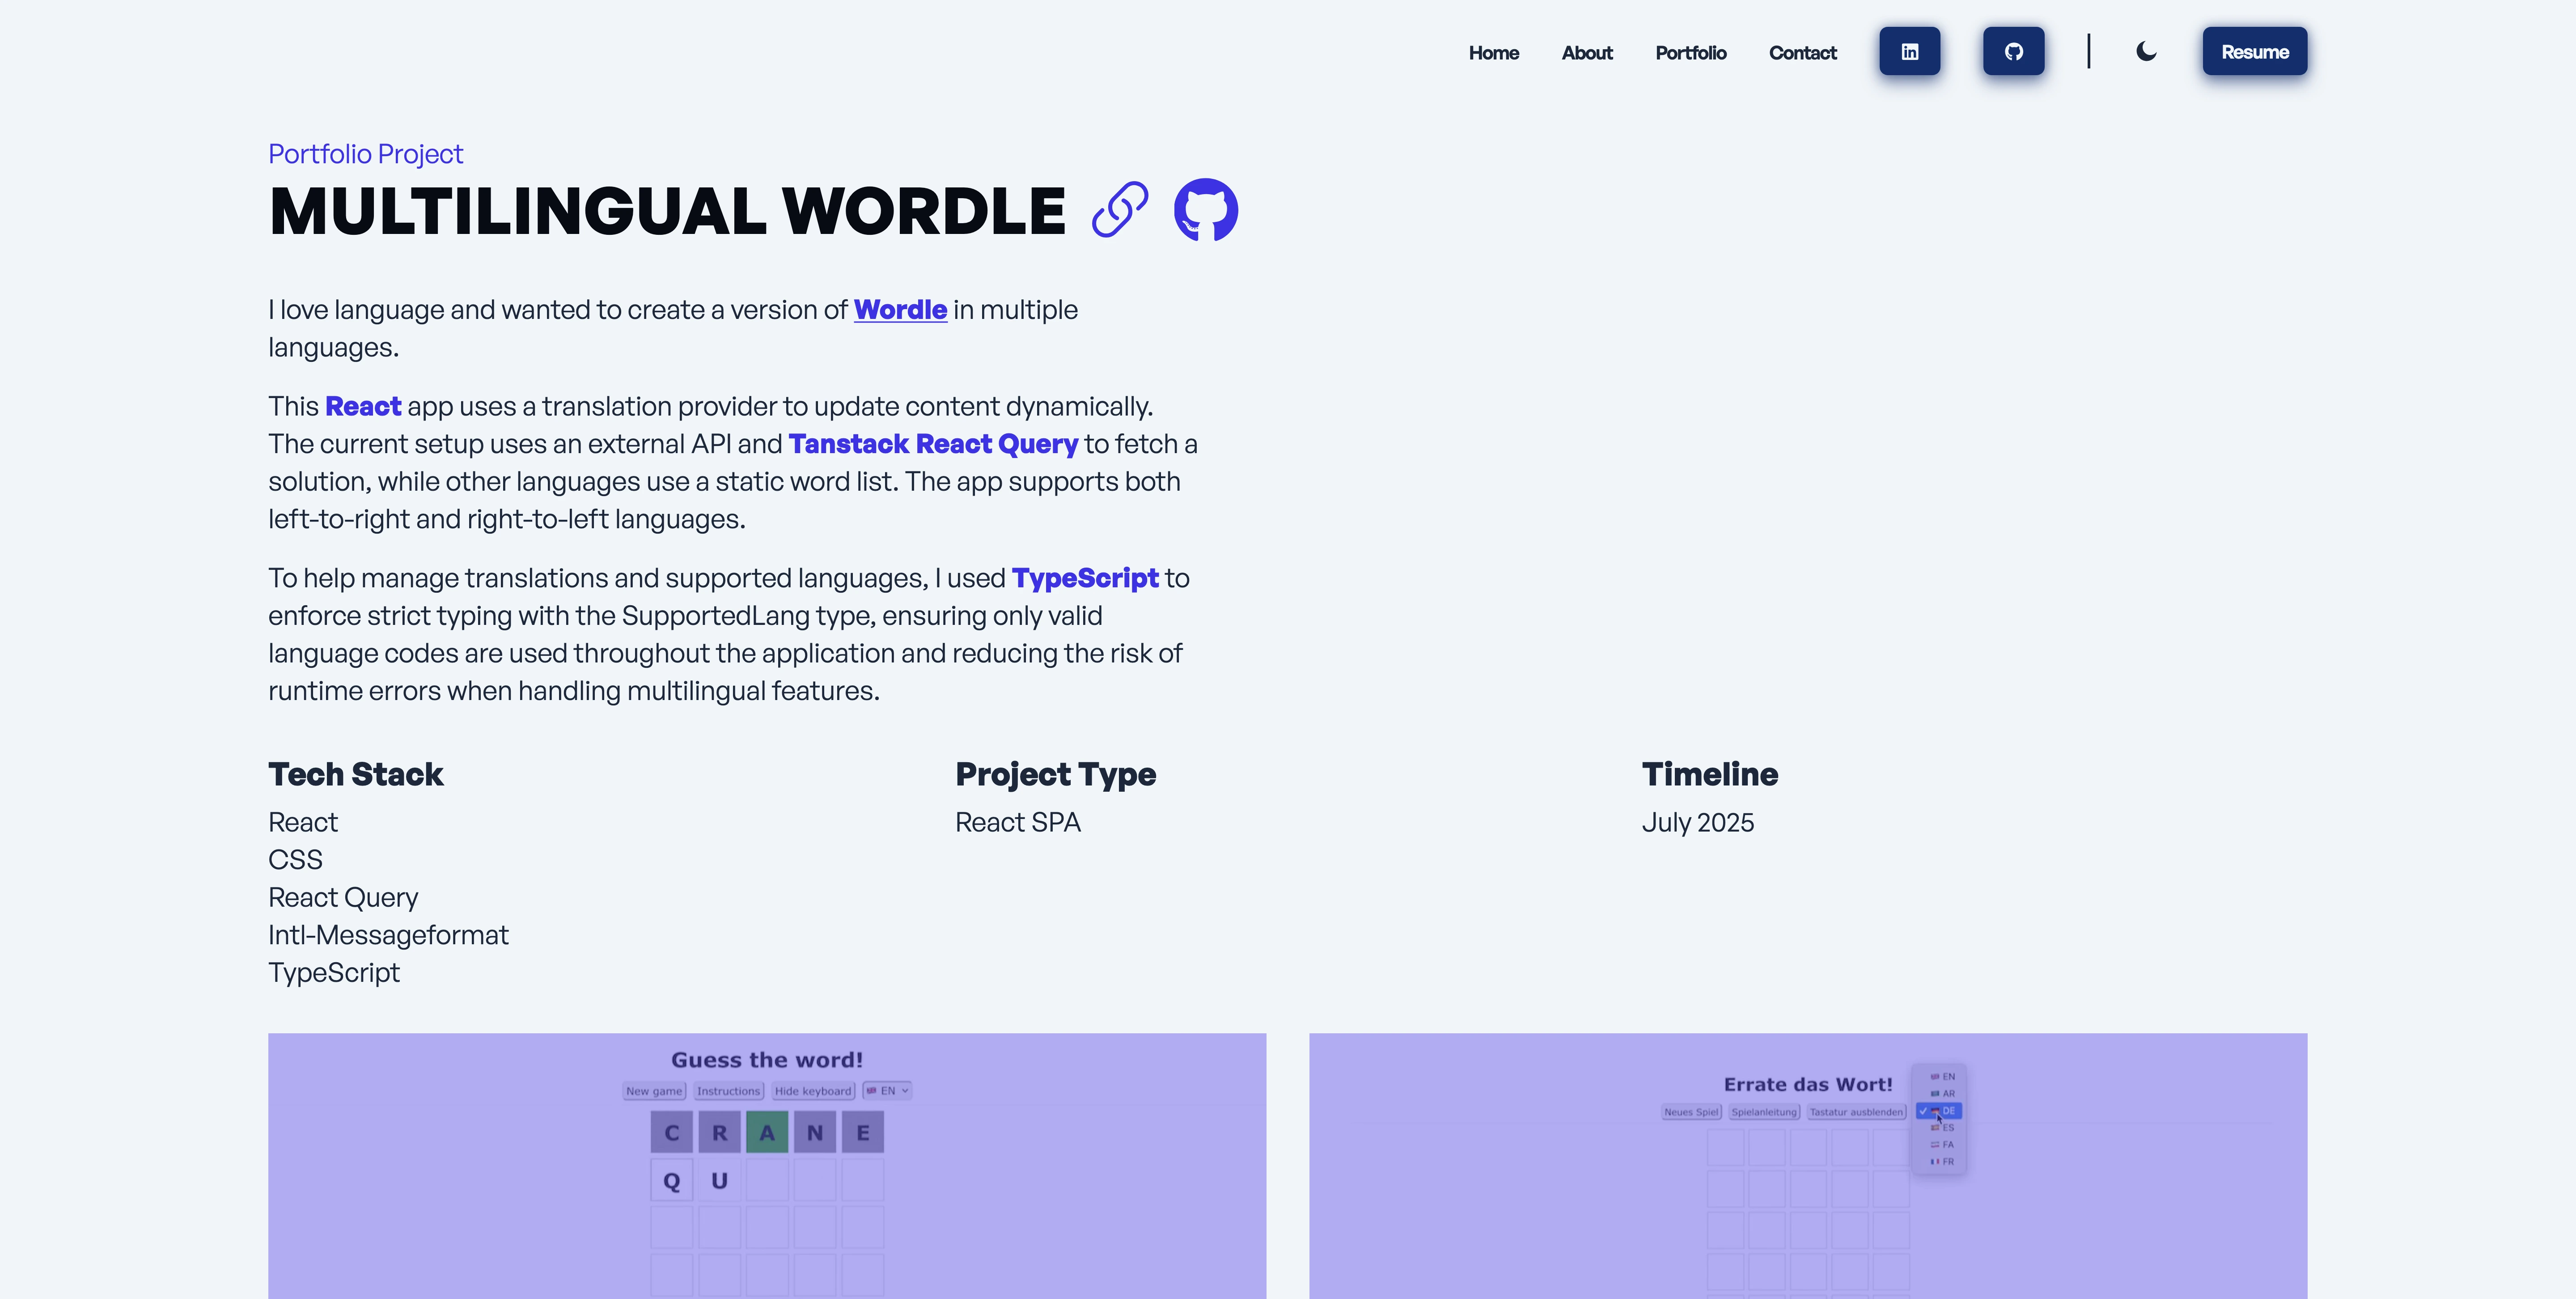 Home About Portfolio Contact Resume
Portfolio Project
MULTILINGUAL WORDLE
I love language and wanted to create a version of Wordle in multiple
languages.
This React app uses a translation provider to update content dynamically.
The current setup uses an external API and Tanstack React Query to fetch a
solution, while other languages use a static word list. The app supports both
left-to-right and right-to-left languages.
To help manage translations and supported languages, I used TypeScript to
enforce strict typing with the SupportedLang type, ensuring only valid
language codes are used throughout the application and reducing the risk of
runtime errors when handling multilingual features.
Tech Stack
React
CSS
React Query
Intl-Messageformat
TypeScript
Project Type
React SPA
Timeline
July 2025
Guess the word!
New game Instructions Hide keyboard EN
C R A N E
Q U
Errate das Wort!
Neues Spiel Spielanleitung Tastatur ausblenden
EN
AR
DE
ES
FA
FR